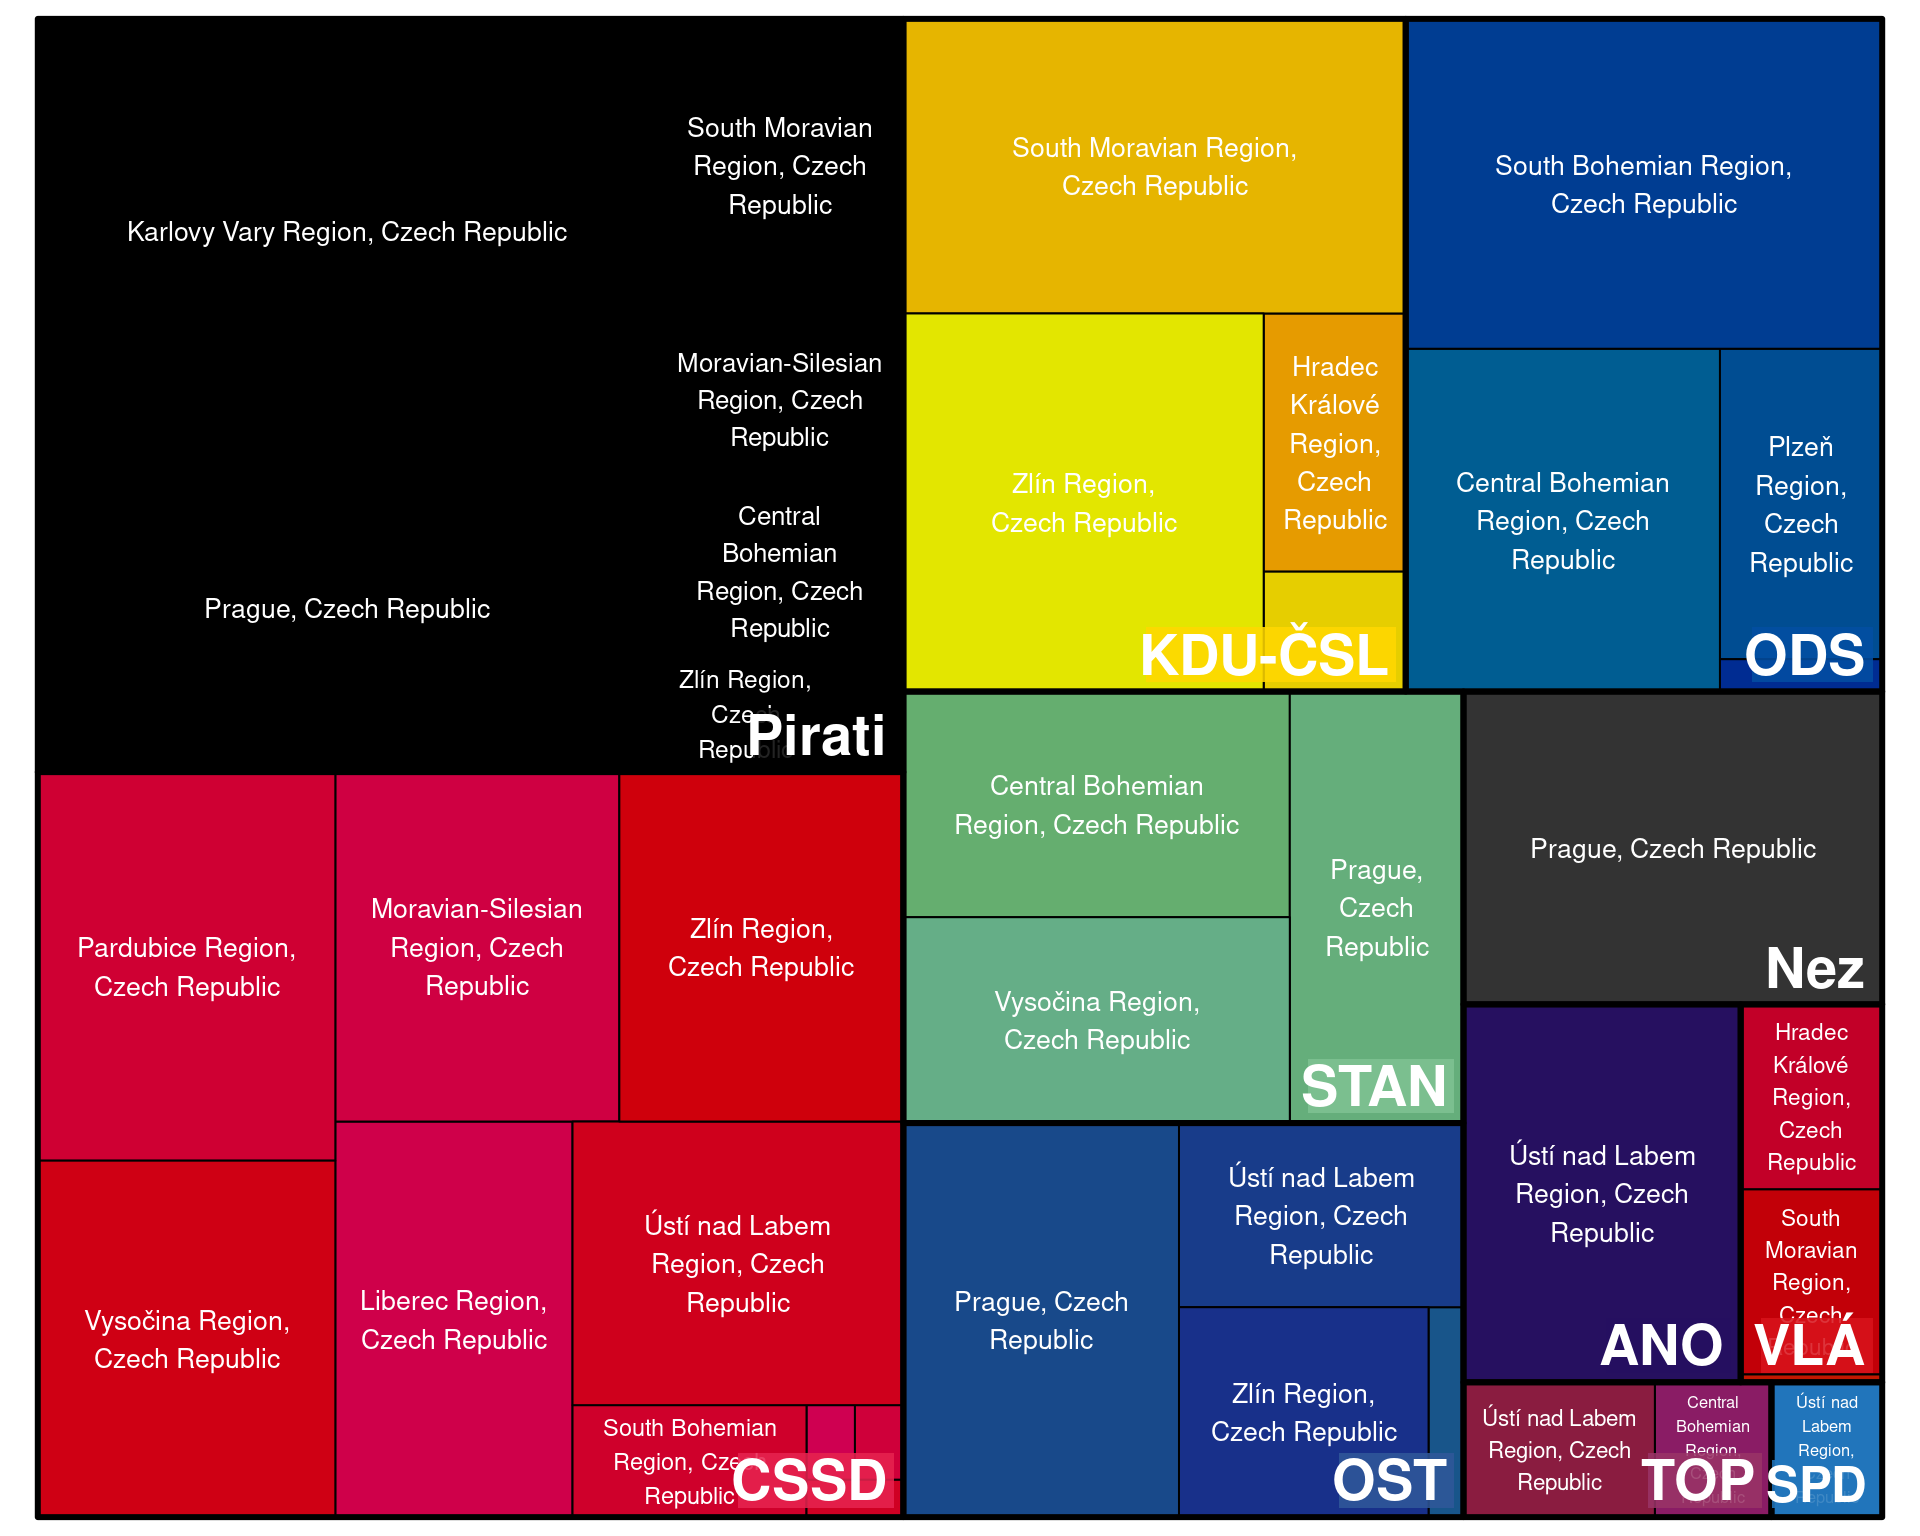 Karlovy Vary Region, Czech Republic
South Moravian
Region, Czech
Republic
Moravian-Silesian
Region, Czech
Republic
Prague, Czech Republic
Central
Bohemian
Region, Czech
Republic
Zlín Region,
Czech
Republic
Pirati
South Moravian Region,
Czech Republic
Zlín Region,
Czech Republic
Hradec
Králové
Region,
Czech
Republic
KDU-ČSL
South Bohemian Region,
Czech Republic
Central Bohemian
Region, Czech
Republic
Plzeň
Region,
Czech
Republic
ODS
Pardubice Region,
Czech Republic
Moravian-Silesian
Region, Czech
Republic
Zlín Region,
Czech Republic
Vysočina Region,
Czech Republic
Liberec Region,
Czech Republic
Ústí nad Labem
Region, Czech
Republic
South Bohemian
Region, Czech
Republic
CSSD
Central Bohemian
Region, Czech Republic
Vysočina Region,
Czech Republic
Prague,
Czech
Republic
STAN
Prague, Czech
Republic
Ústí nad Labem
Region, Czech
Republic
Zlín Region,
Czech Republic
OST
Prague, Czech Republic
Nez
Ústí nad Labem
Region, Czech
Republic
ANO
Hradec
Králové
Region,
Czech
Republic
South
Moravian
Region,
Czech
Republic
VLÁ
Ústí nad Labem
Region, Czech
Republic
Central
Bohemian
Region,
TOP
Ústí nad
Labem
Region,
SPD